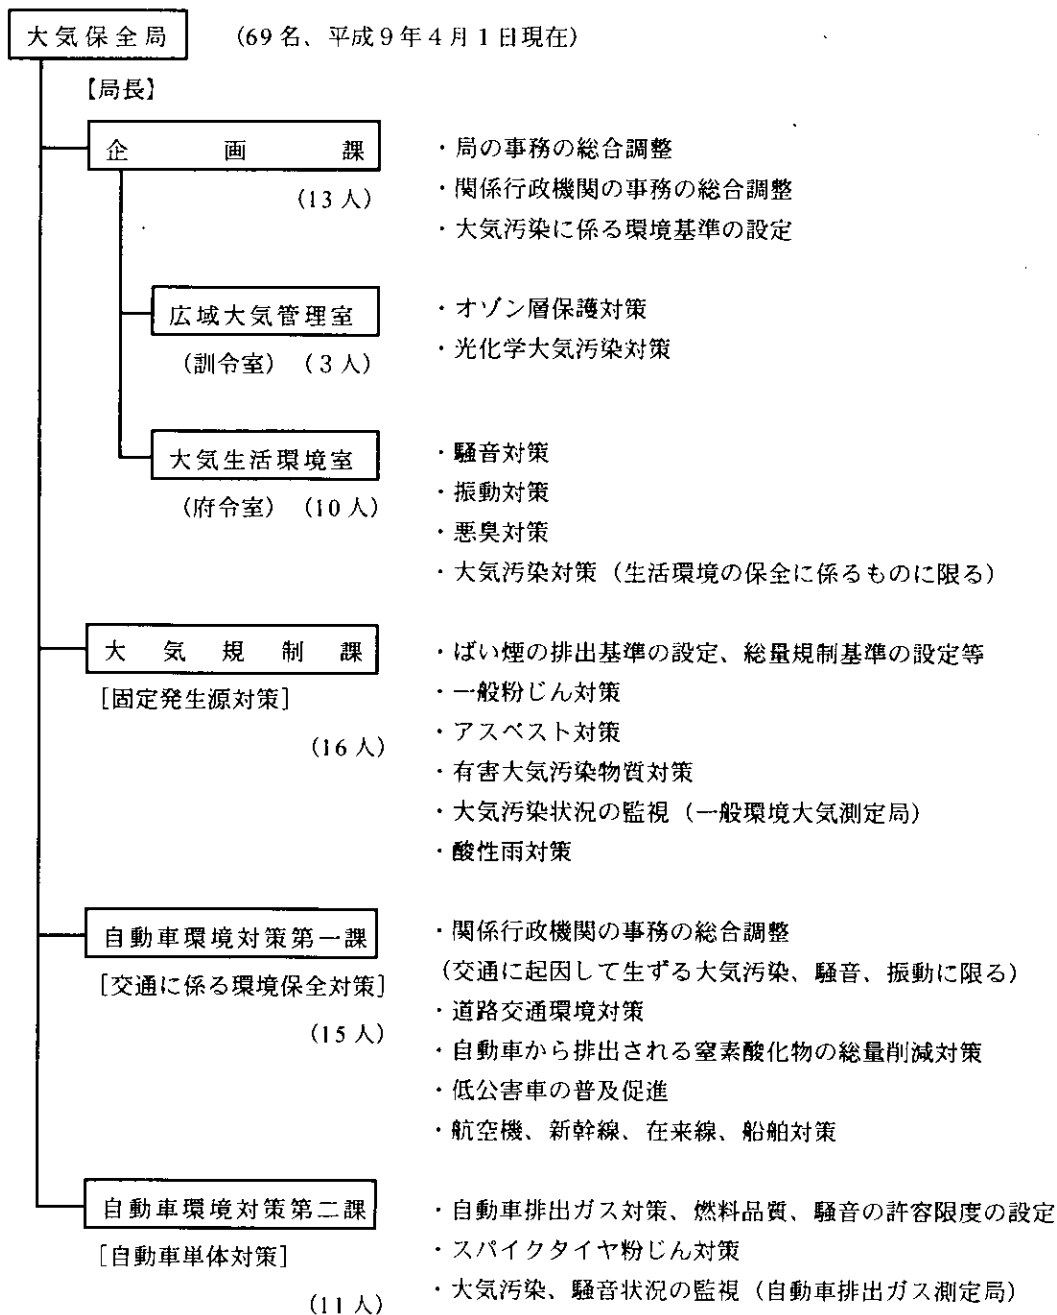 大気保全局 (69名、平成9年4月1日現在)
【局長】
企画課
(13人)
・局の事務の総合調整
・関係行政機関の事務の総合調整
・大気汚染に係る環境基準の設定
広域大気管理室
(訓令室) (3人)
・オゾン層保護対策
・光化学大気汚染対策
大気生活環境室
(府令室) (10人)
・騒音対策
・振動対策
・悪臭対策
・大気汚染対策(生活環境の保全に係るものに限る)
大気規制課
[固定発生源対策]
(16人)
・ばい煙の排出基準の設定、総量規制基準の設定等
・一般粉じん対策
・アスベスト対策
・有害大気汚染物質対策
・大気汚染状況の監視(一般環境大気測定局)
・酸性雨対策
自動車環境対策第一課
[交通に係る環境保全対策]
(15人)
・関係行政機関の事務の総合調整
(交通に起因して生ずる大気汚染、騒音、振動に限る)
・道路交通環境対策
・自動車から排出される窒素酸化物の総量削減対策
・低公害車の普及促進
・航空機、新幹線、在来線、船舶対策
自動車環境対策第二課
[自動車単体対策]
(11人)
・自動車排出ガス対策、燃料品質、騒音の許容限度の設定
・スパイクタイヤ粉じん対策
・大気汚染、騒音状況の監視(自動車排出ガス測定局)